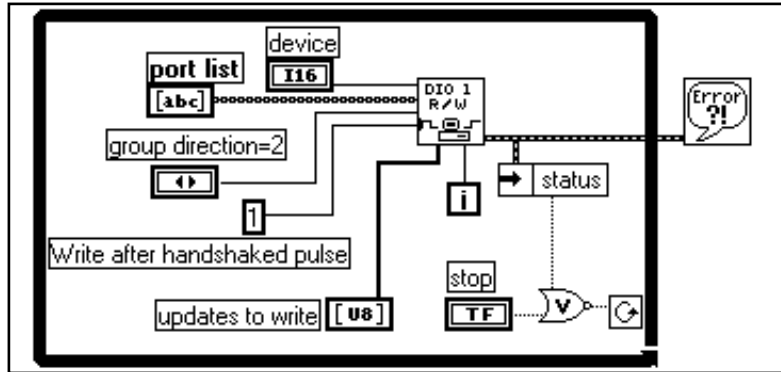 device
port list
I16
DIO 1
R/W
[abc]
Error
?!
group direction=2
status
i
1
Write after handshaked pulse
stop
updates to write
[U8]
TF
V